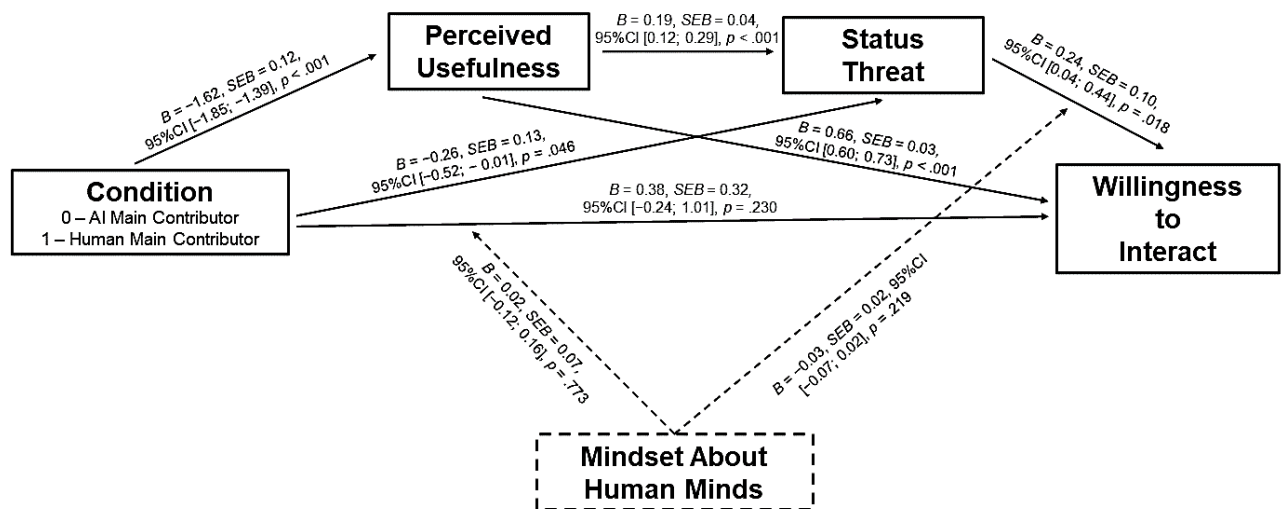 B = 0.19, SEB = 0.04,
95%CI [0.12; 0.29], p < .001
Perceived
Usefulness
Status
Threat
B = −1.62, SEB = 0.12,
95%CI [−1.85; −1.39], p < .001
B = 0.24, SEB = 0.10,
95%CI [0.04; 0.44], p = .018
B = −0.26, SEB = 0.13,
95%CI [−0.52; − 0.01], p = .046
B = 0.66, SEB = 0.03,
95%CI [0.60; 0.73], p < .001
Condition
0 – AI Main Contributor
1 – Human Main Contributor
B = 0.38, SEB = 0.32,
95%CI [−0.24; 1.01], p = .230
Willingness
to
Interact
B = 0.02, SEB = 0.07,
95%CI [−0.12; 0.16], p = .773
B = −0.03, SEB = 0.02, 95%CI
[−0.07; 0.02], p = .219
Mindset About
Human Minds